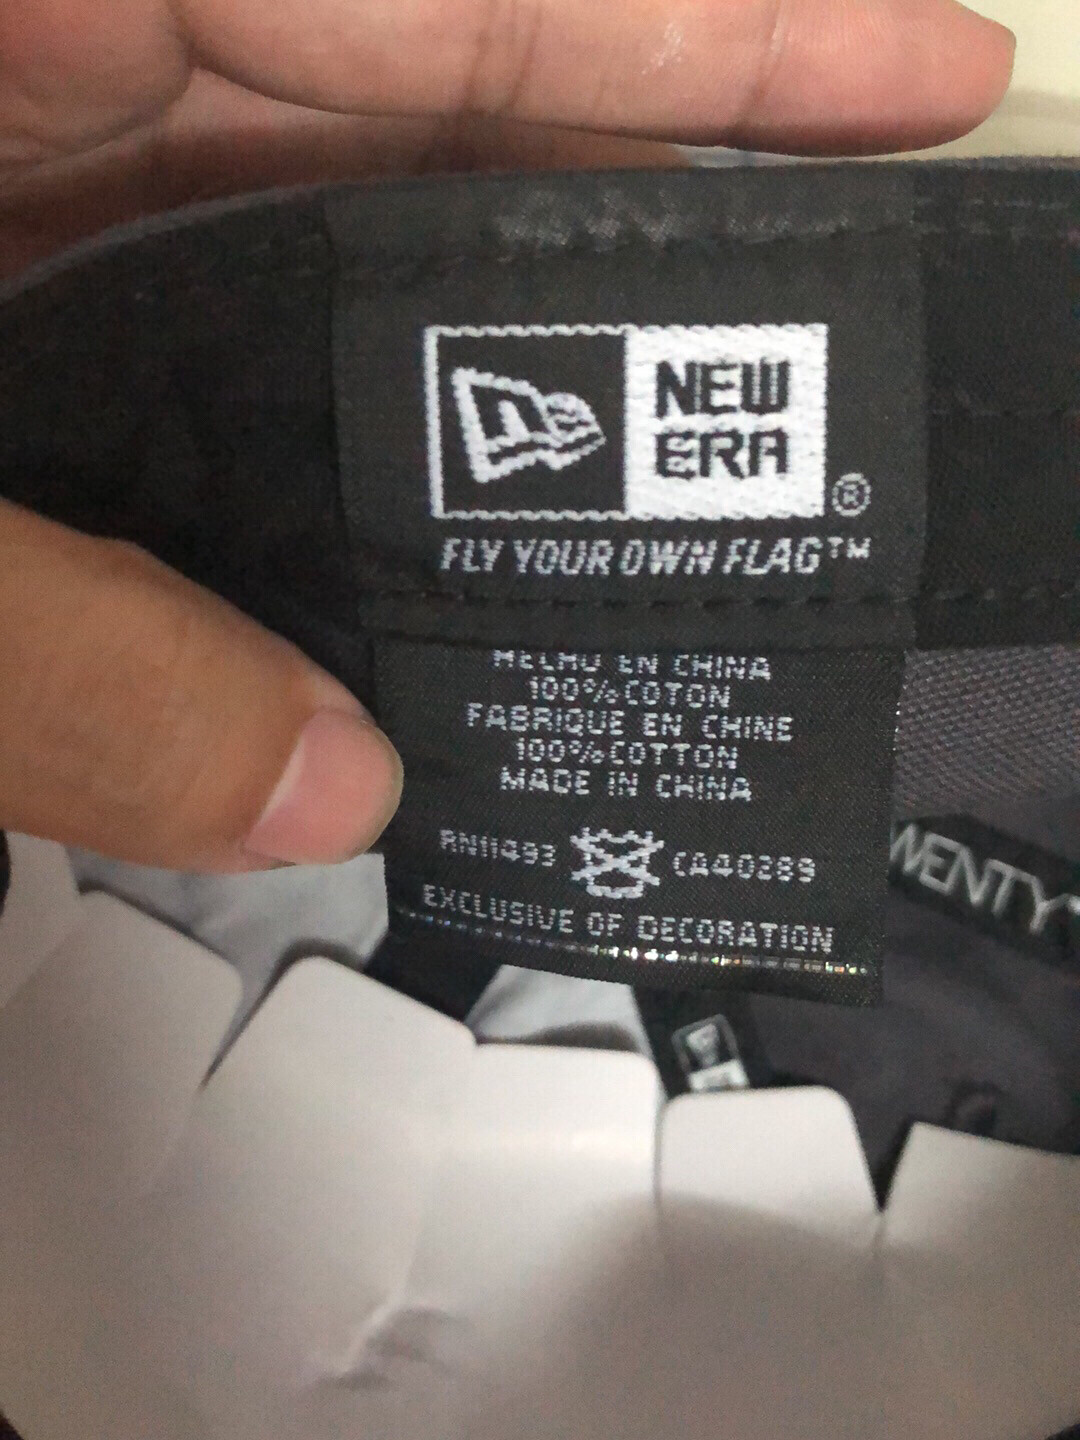 NEW
ERA
®
FLY YOUR OWN FLAG™
HECHO EN CHINA
100%COTON
FABRIQUE EN CHINE
100%COTTON
MADE IN CHINA
RN11493 CA40289
EXCLUSIVE OF DECORATION
WENTYT